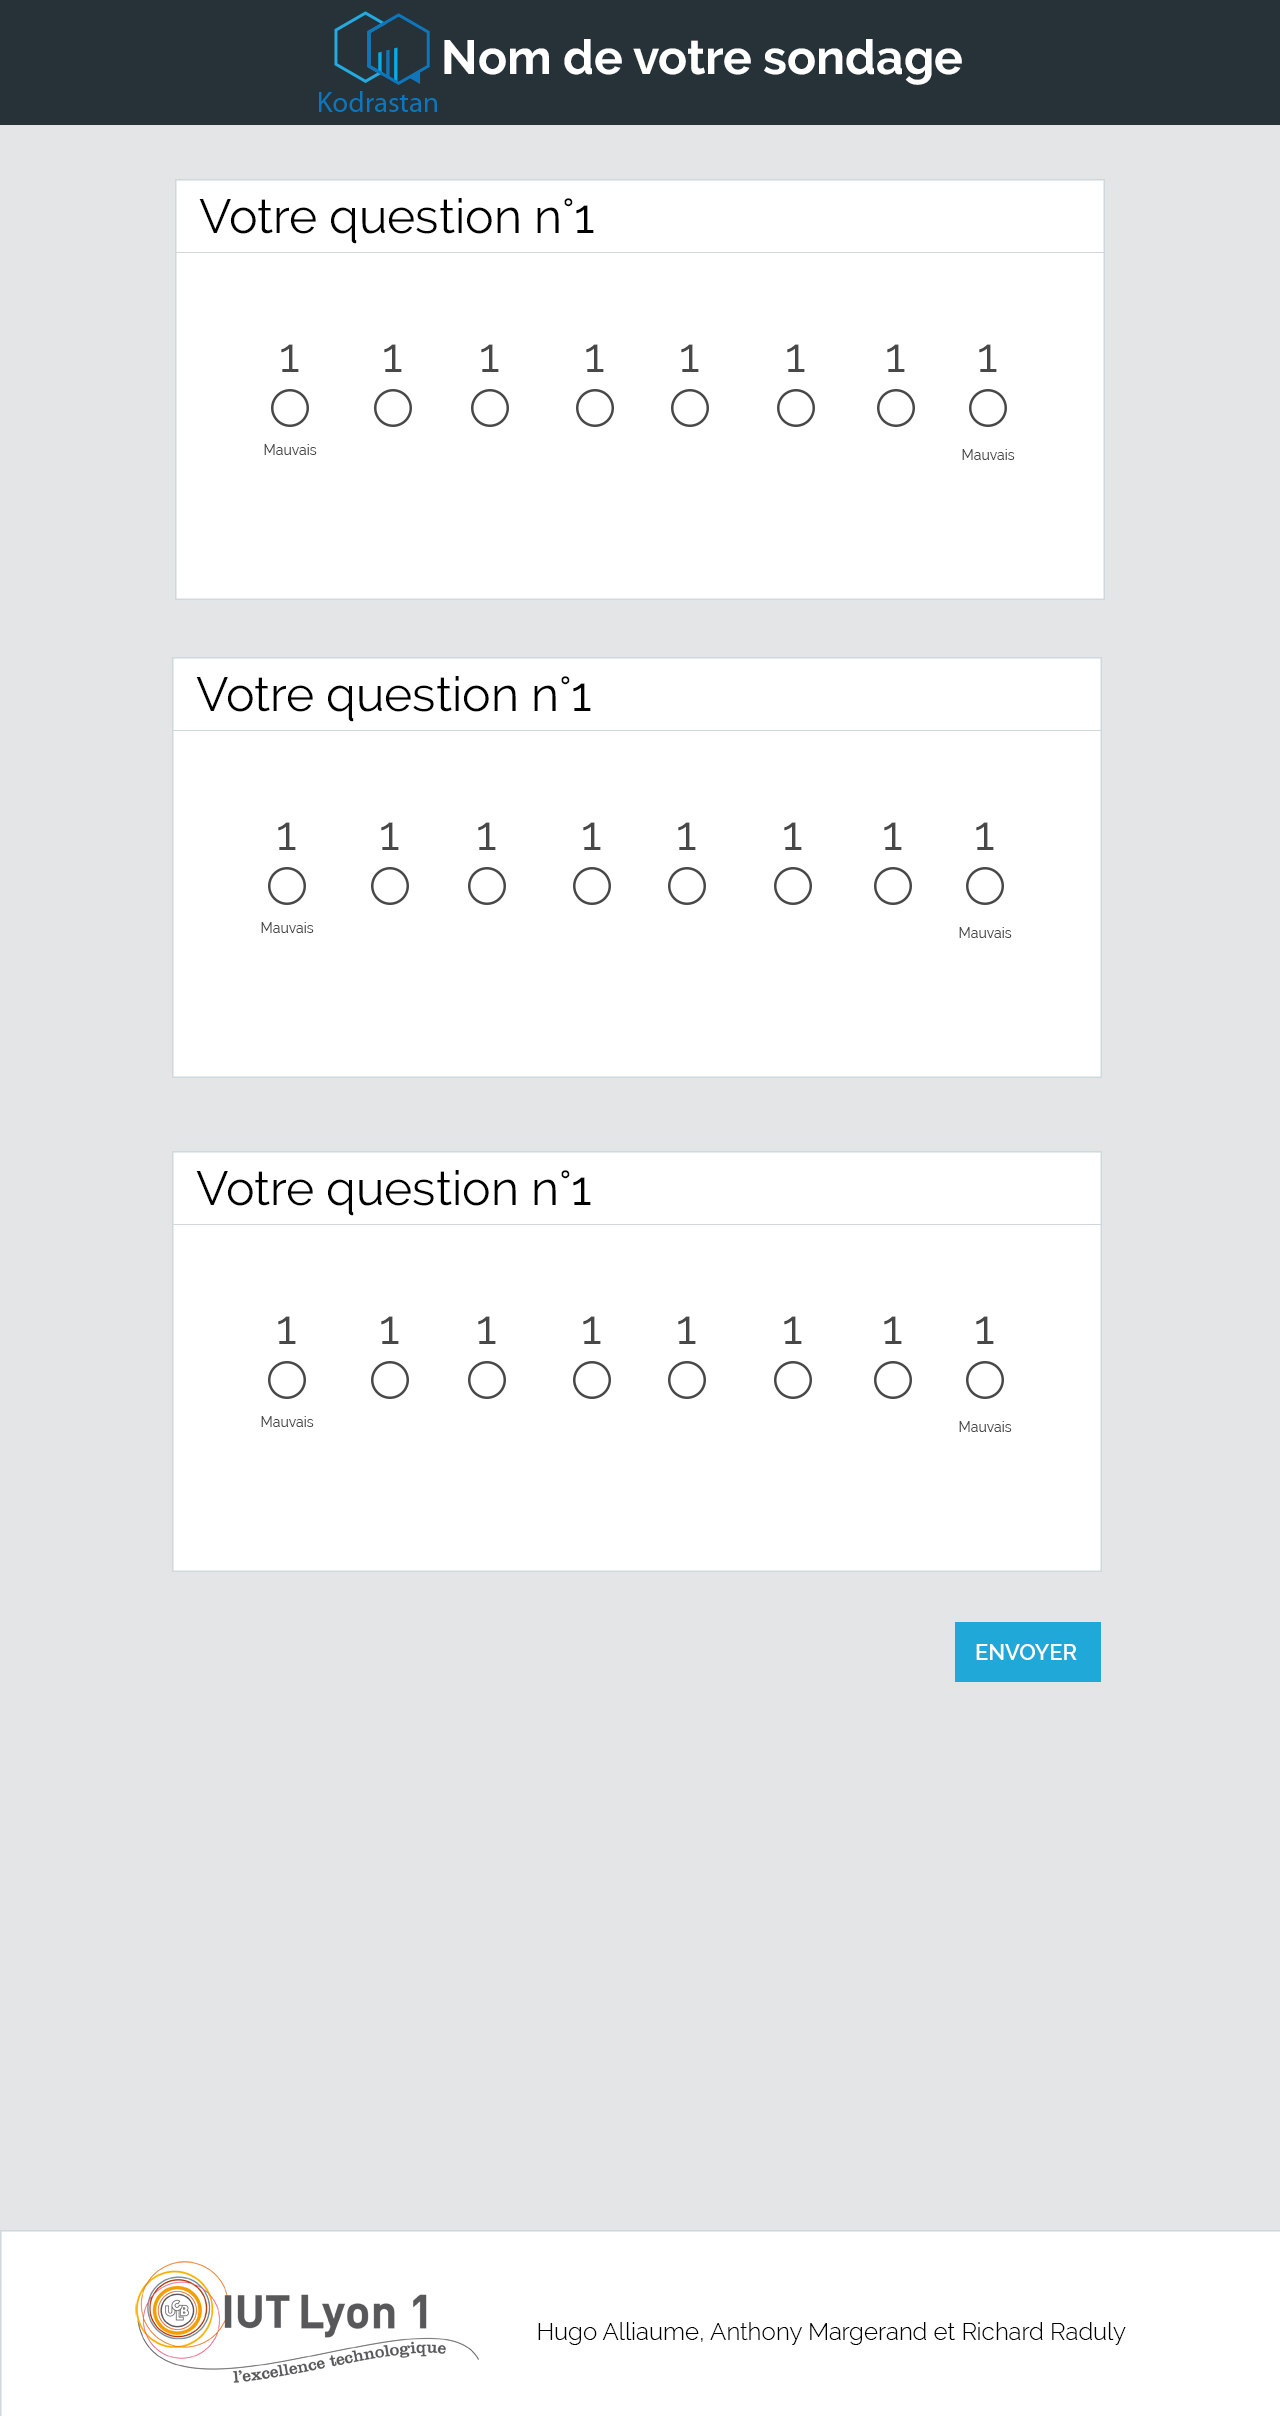 Nom de votre sondage
Kodrastan
Votre question n°1
1 1 1 1 1 1 1 1
Mauvais Mauvais
Votre question n°1
1 1 1 1 1 1 1 1
Mauvais Mauvais
Votre question n°1
1 1 1 1 1 1 1 1
Mauvais Mauvais
ENVOYER
UCBL
IUT Lyon 1
l'excellence technologique
Hugo Alliaume, Anthony Margerand et Richard Raduly